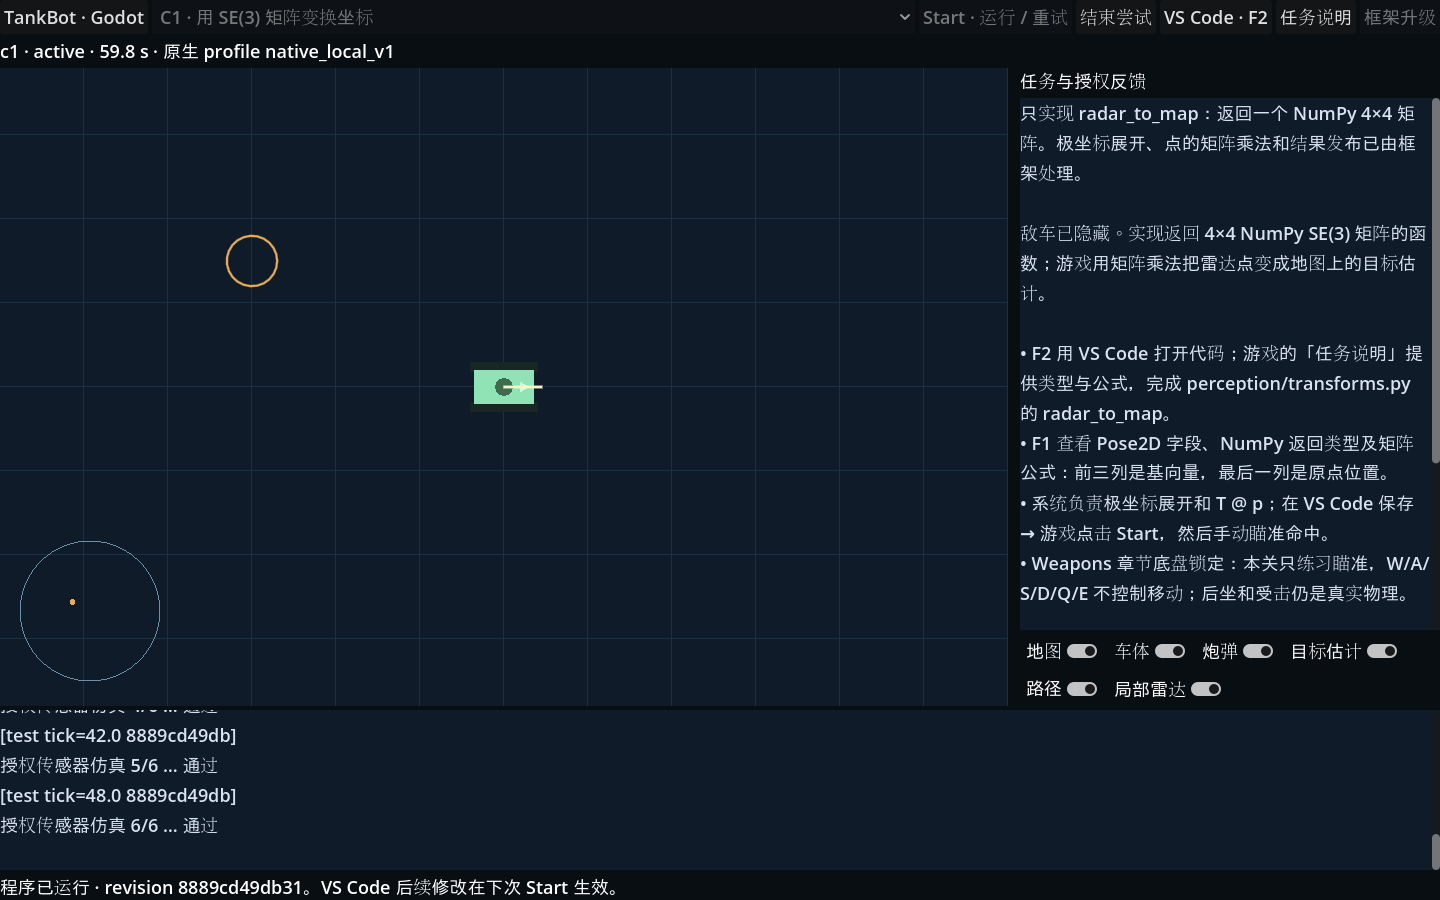 TankBot · Godot
C1 · 用 SE(3) 矩阵变换坐标
Start · 运行 / 重试
结束尝试
VS Code · F2
任务说明
框架升级
c1 · active · 59.8 s · 原生 profile native_local_v1
任务与授权反馈
只实现 radar_to_map：返回一个 NumPy 4×4 矩
阵。极坐标展开、点的矩阵乘法和结果发布已由框
架处理。
敌车已隐藏。实现返回 4×4 NumPy SE(3) 矩阵的函
数；游戏用矩阵乘法把雷达点变成地图上的目标估
计。
• F2 用 VS Code 打开代码；游戏的「任务说明」提
供类型与公式，完成 perception/transforms.py
的 radar_to_map。
• F1 查看 Pose2D 字段、NumPy 返回类型及矩阵
公式：前三列是基向量，最后一列是原点位置。
• 系统负责极坐标展开和 T @ p；在 VS Code 保存
→ 游戏点击 Start，然后手动瞄准命中。
• Weapons 章节底盘锁定：本关只练习瞄准，W/A/
S/D/Q/E 不控制移动；后坐和受击仍是真实物理。
地图
车体
炮弹
目标估计
路径
局部雷达
[test tick=42.0 8889cd49db]
授权传感器仿真 5/6 … 通过
[test tick=48.0 8889cd49db]
授权传感器仿真 6/6 … 通过
程序已运行 · revision 8889cd49db31。VS Code 后续修改在下次 Start 生效。